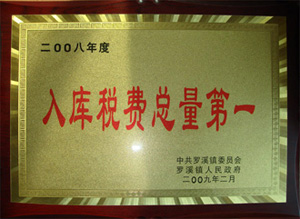 二00八年度
入库税费总量第一
中共罗溪镇委员会
罗溪镇人民政府
二00九年二月